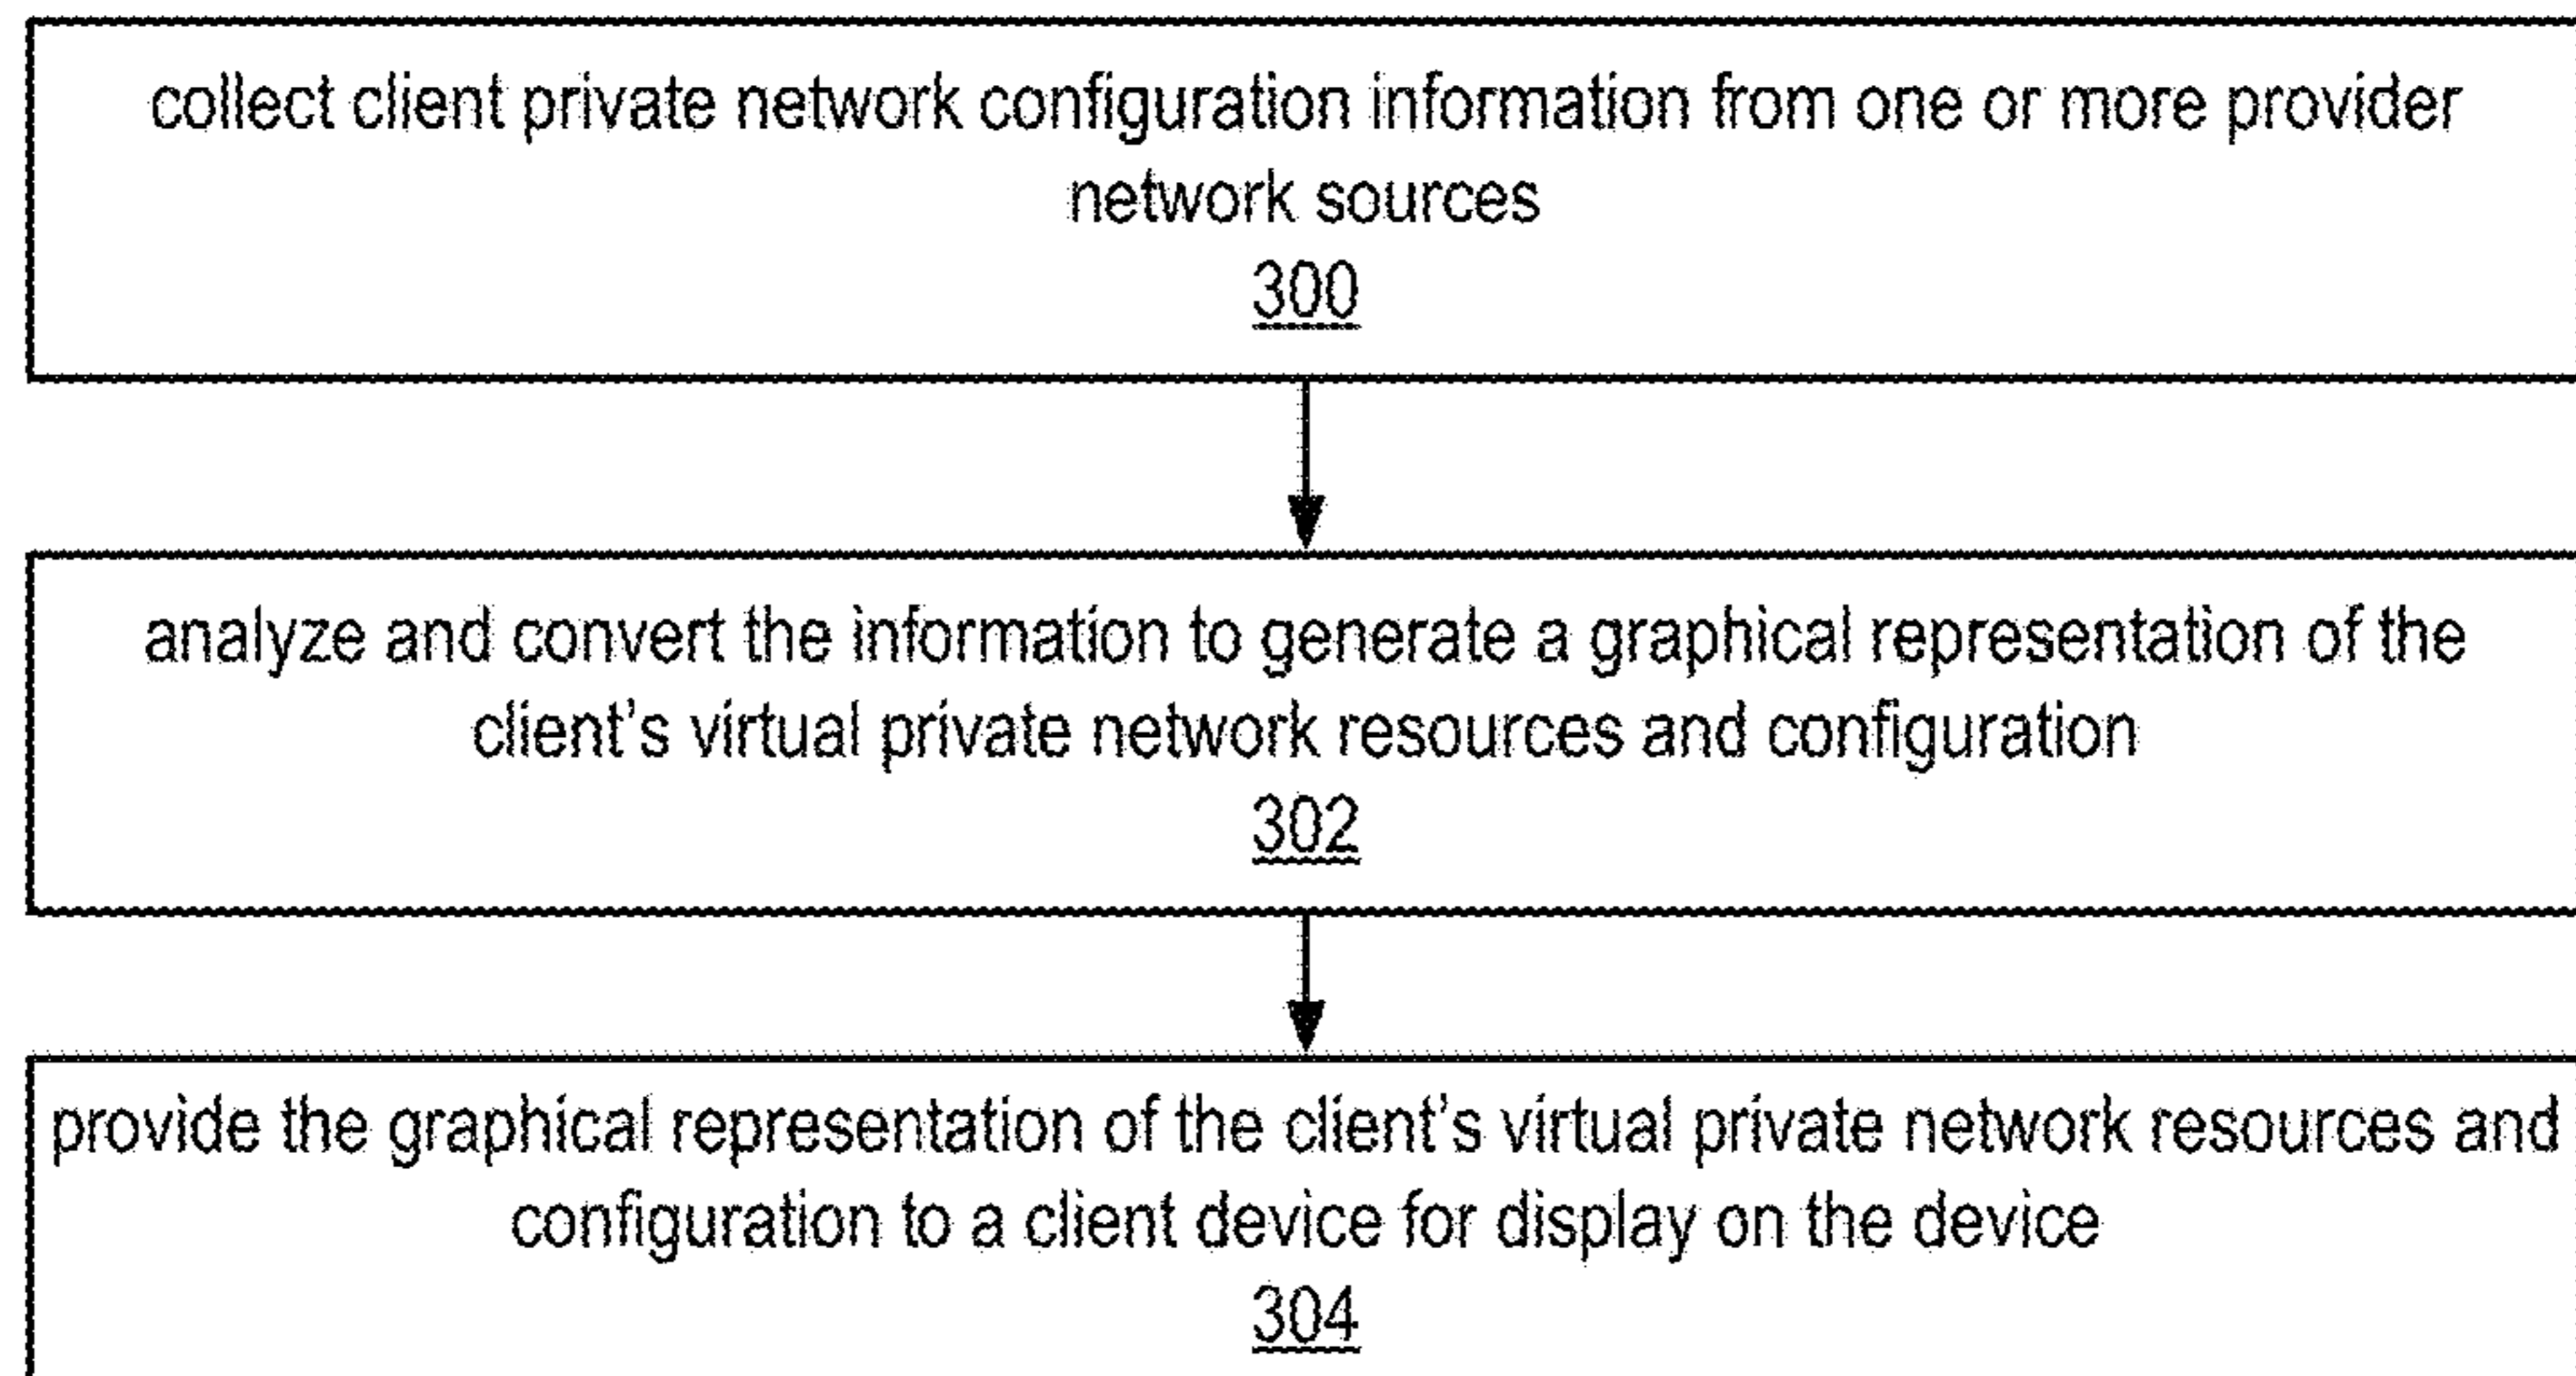 collect client private network configuration information from one or more provider
network sources
300
analyze and convert the information to generate a graphical representation of the
client's virtual private network resources and configuration
302
provide the graphical representation of the client's virtual private network resources and
configuration to a client device for display on the device
304